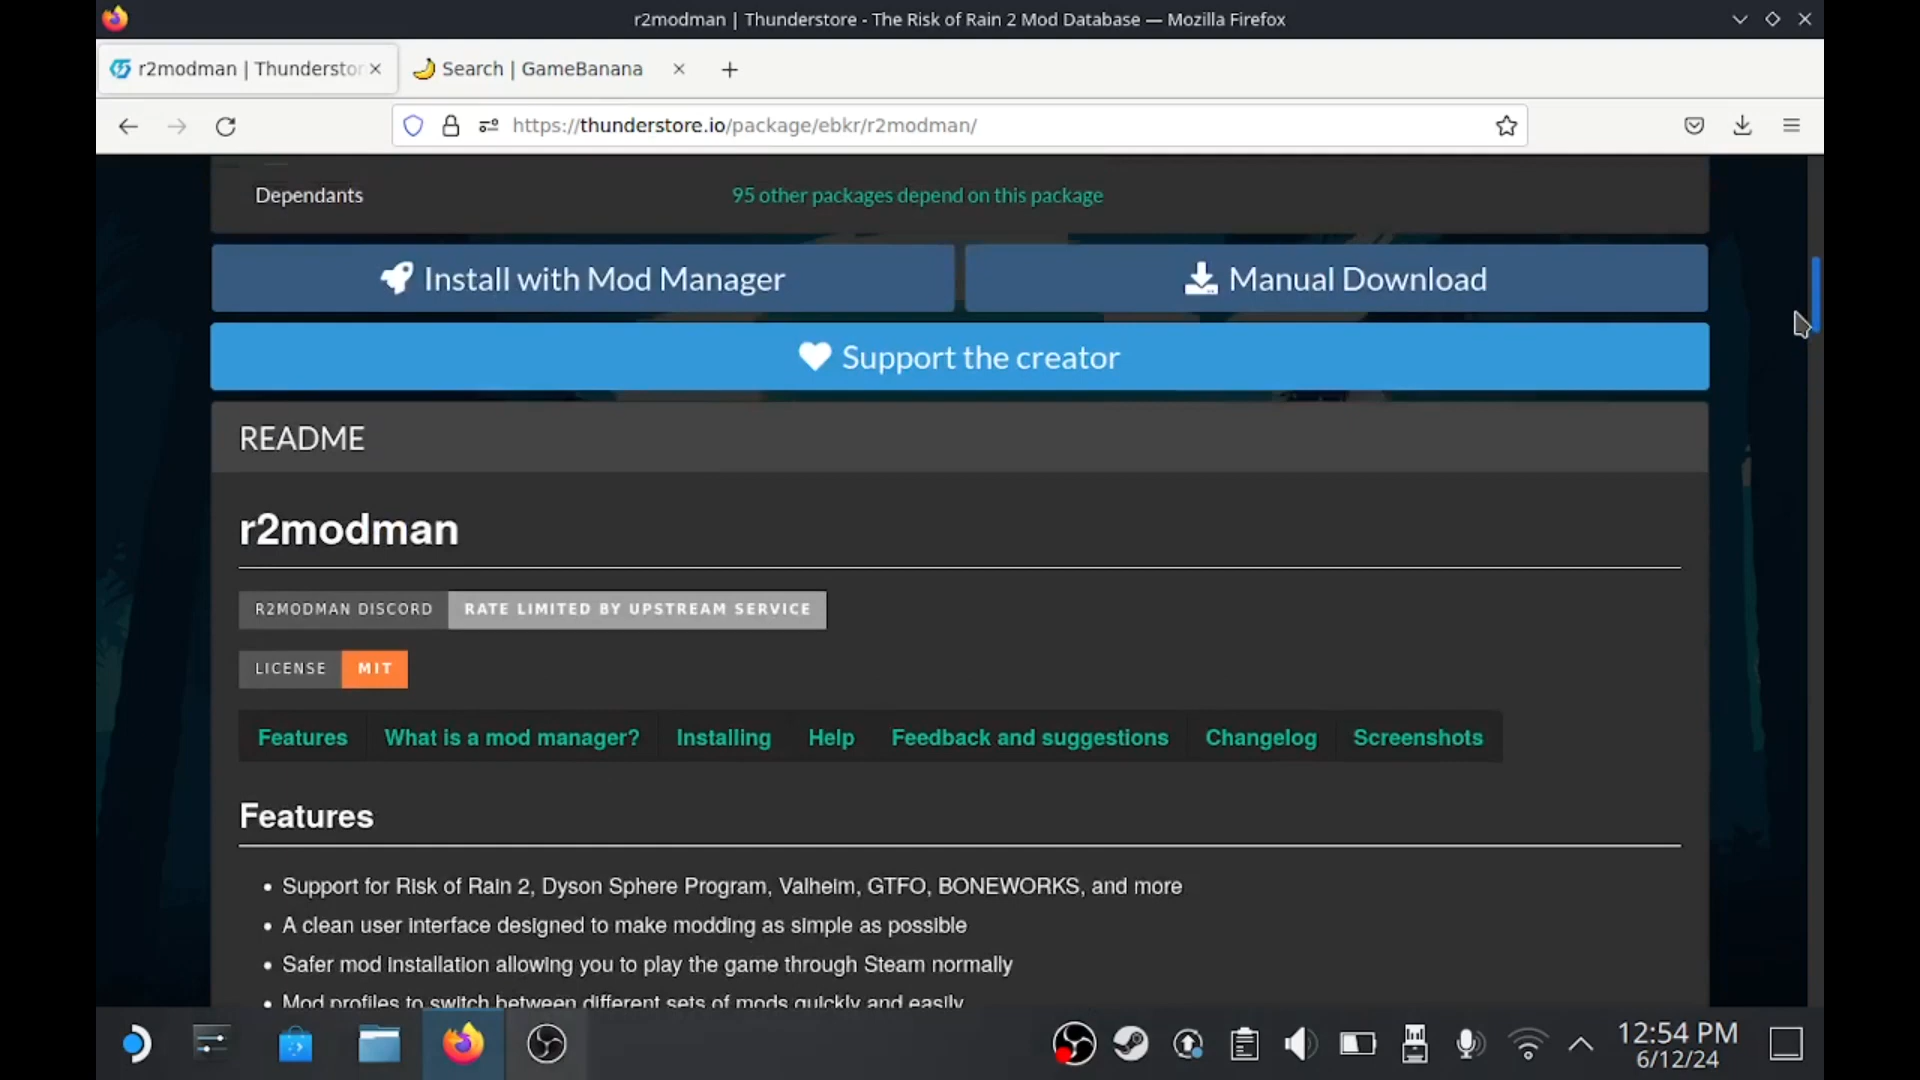 r2modman | Thunderstore - The Risk of Rain 2 Mod Database — Mozilla Firefox
r2modman | Thunderstor
Search | GameBanana
https://thunderstore.io/package/ebkr/r2modman/
Dependants
95 other packages depend on this package
Install with Mod Manager
Manual Download
Support the creator
README
r2modman
R2MODMAN DISCORD RATE LIMITED BY UPSTREAM SERVICE
LICENSE MIT
Features What is a mod manager? Installing Help Feedback and suggestions Changelog Screenshots
Features
• Support for Risk of Rain 2, Dyson Sphere Program, Valheim, GTFO, BONEWORKS, and more
• A clean user interface designed to make modding as simple as possible
• Safer mod installation allowing you to play the game through Steam normally
• Mod profiles to switch between different sets of mods quickly and easily
12:54 PM
6/12/24